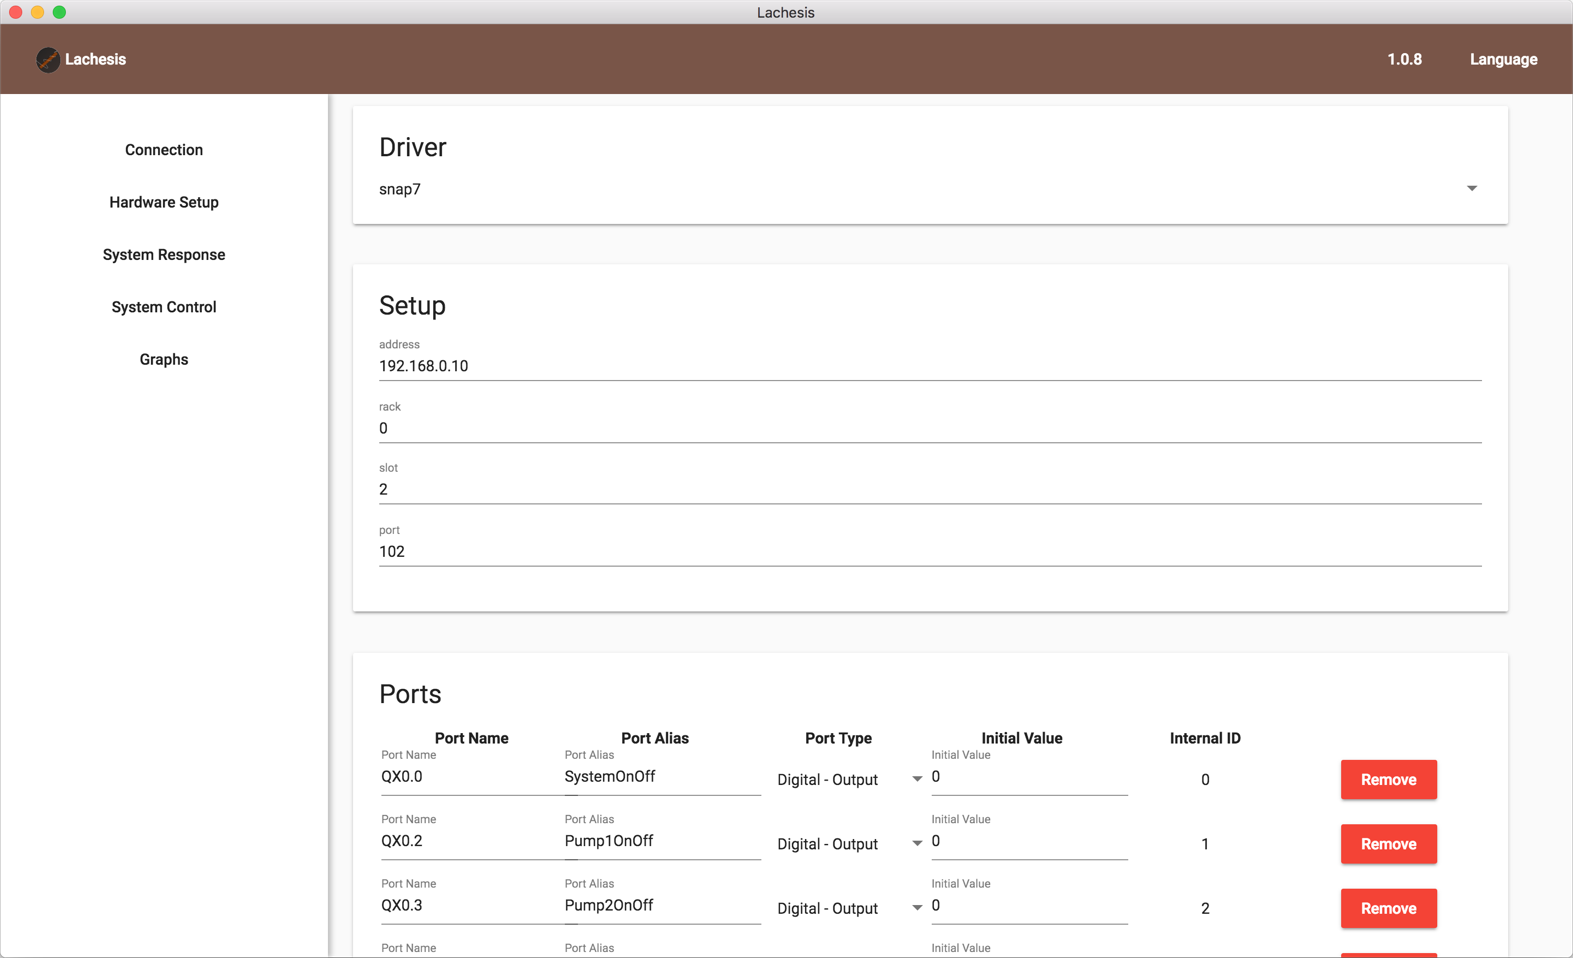 Lachesis
Lachesis 1.0.8 Language
Connection
Hardware Setup
System Response
System Control
Graphs
Driver
snap7
Setup
address
192.168.0.10
rack
0
slot
2
port
102
Ports
Port Name Port Alias Port Type Initial Value Internal ID
Port Name Port Alias Initial Value
QX0.0 SystemOnOff Digital - Output 0 0 Remove
Port Name Port Alias Initial Value
QX0.2 Pump1OnOff Digital - Output 0 1 Remove
Port Name Port Alias Initial Value
QX0.3 Pump2OnOff Digital - Output 0 2 Remove
Port Name Port Alias Initial Value